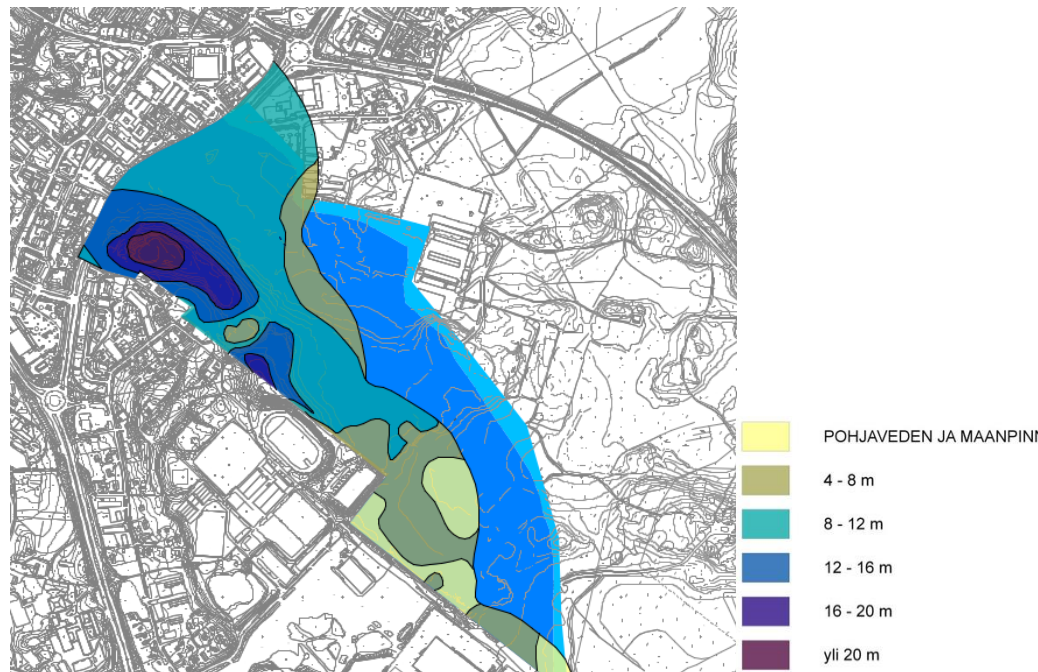 POHJAVEDEN JA MAANPINN
4 - 8 m
8 - 12 m
12 - 16 m
16 - 20 m
yli 20 m